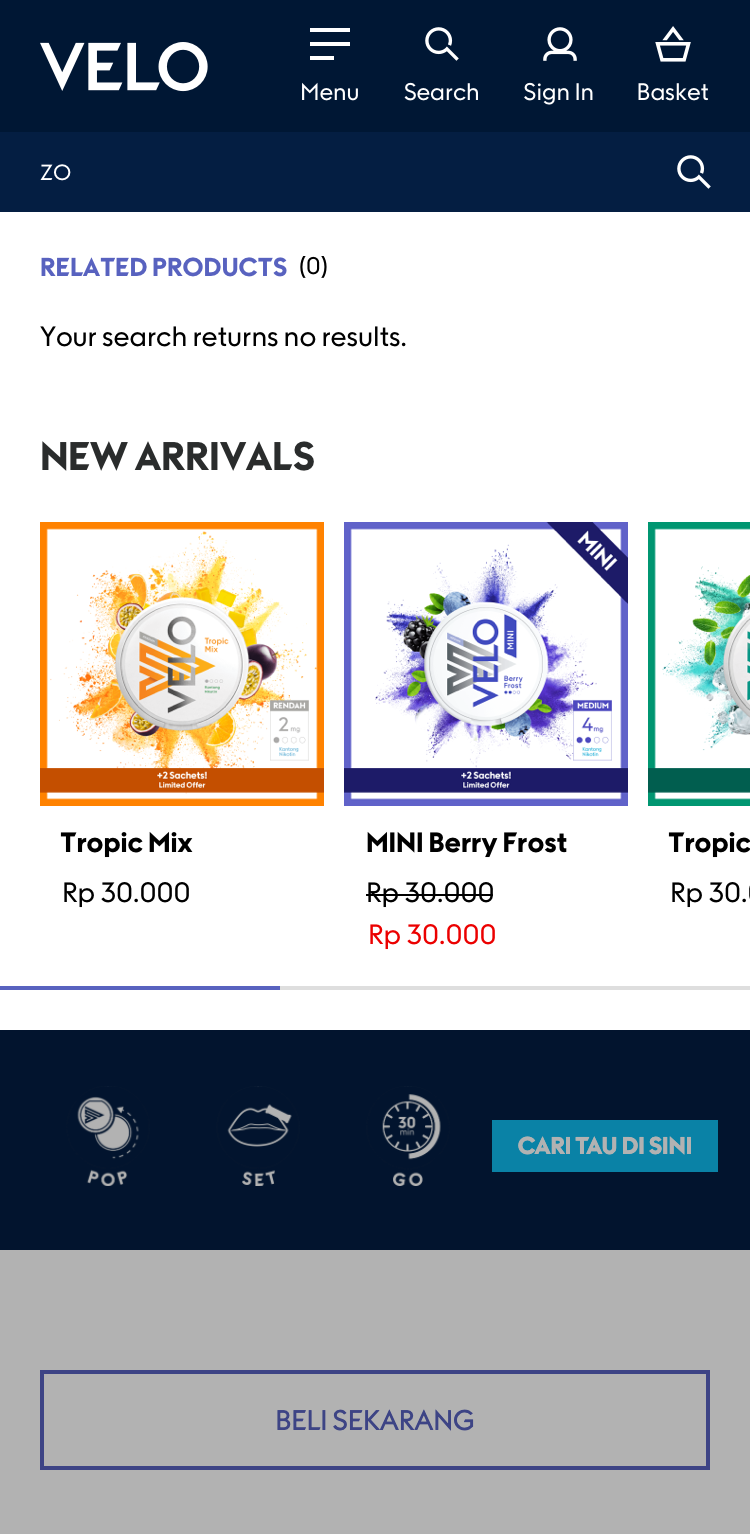 VELO
Menu
Search
Sign In
Basket
ZO
RELATED PRODUCTS (0)
Your search returns no results.
NEW ARRIVALS
VELO
Tropic
Mix
Kantong
Nikotin
RENDAH
2 mg
Kantong
Nikotin
+2 Sachets!
Limited Offer
MINI
VELO
MINI
Berry
Frost
MEDIUM
4 mg
Kantong
Nikotin
+2 Sachets!
Limited Offer
Tropic Mix
MINI Berry Frost
Tropic
Rp 30.000
Rp 30.000
Rp 30.
Rp 30.000
30
min
POP
SET
GO
CARI TAU DI SINI
BELI SEKARANG